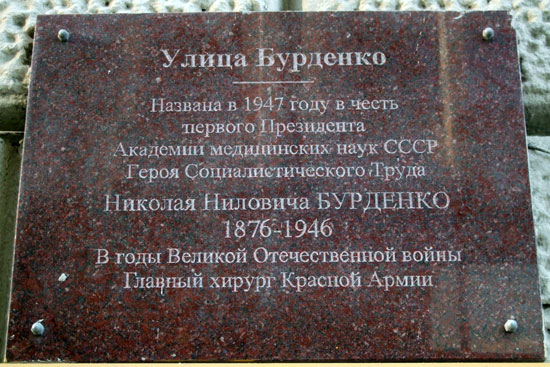 Улица Бурденко
Названа в 1947 году в честь
первого Президента
Академии медицинских наук СССР
Героя Социалистического Труда
Николая Ниловича БУРДЕНКО
1876-1946
В годы Великой Отечественной войны
Главный хирург Красной Армии